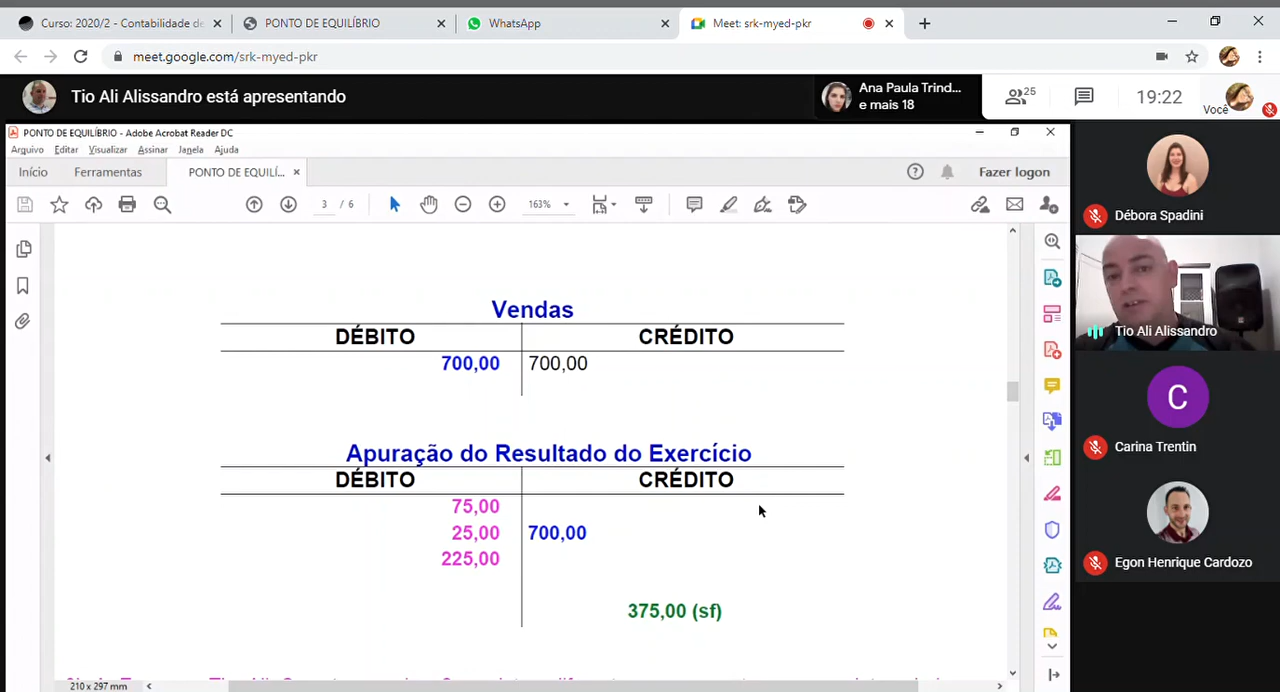 Curso: 2020/2 - Contabilidade de
PONTO DE EQUILÍBRIO
WhatsApp
Meet: srk-myed-pkr
meet.google.com/srk-myed-pkr
Tio Ali Alissandro está apresentando
Ana Paula Trind...
e mais 18
25
19:22
Você
PONTO DE EQUILÍBRIO - Adobe Acrobat Reader DC
Arquivo Editar Visualizar Assinar Janela Ajuda
Início Ferramentas PONTO DE EQUILÍ... Fazer logon
3 / 6 163%
Vendas
DÉBITO CRÉDITO
700,00 700,00
Apuração do Resultado do Exercício
DÉBITO CRÉDITO
75,00
25,00 700,00
225,00
375,00 (sf)
210 x 297 mm
Débora Spadini
Tio Ali Alissandro
C
Carina Trentin
Egon Henrique Cardozo